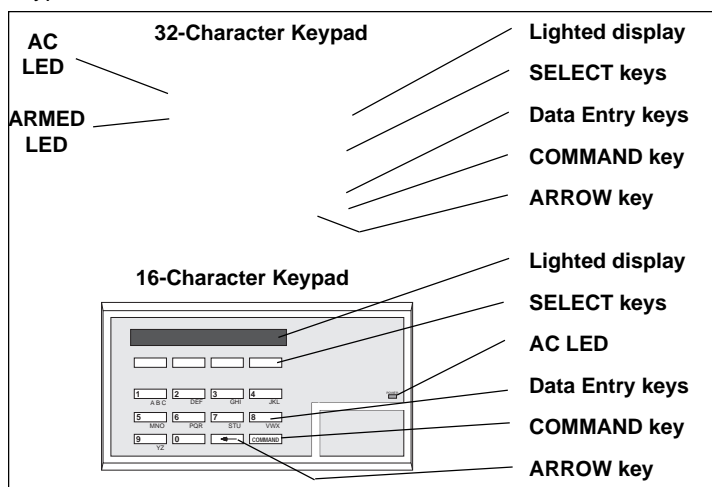 32-Character Keypad
AC
LED
ARMED
LED
Lighted display
SELECT keys
Data Entry keys
COMMAND key
ARROW key
16-Character Keypad
Lighted display
SELECT keys
AC LED
Data Entry keys
COMMAND key
ARROW key
1 2 3 4
A B C DEF GHI JKL
5 6 7 8
MNO PQR STU VWX
9 0 COMMAND
YZ